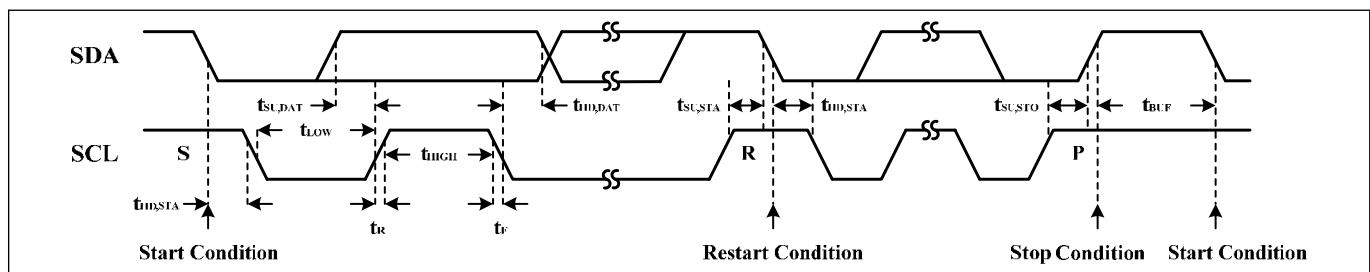 SDA
tSU,DAT
tHD,DAT
tSU,STA
tHD,STA
tSU,STO
tBUF
tLOW
SCL
S
tHIGH
R
P
tHD,STA
tR
tF
Start Condition
Restart Condition
Stop Condition
Start Condition